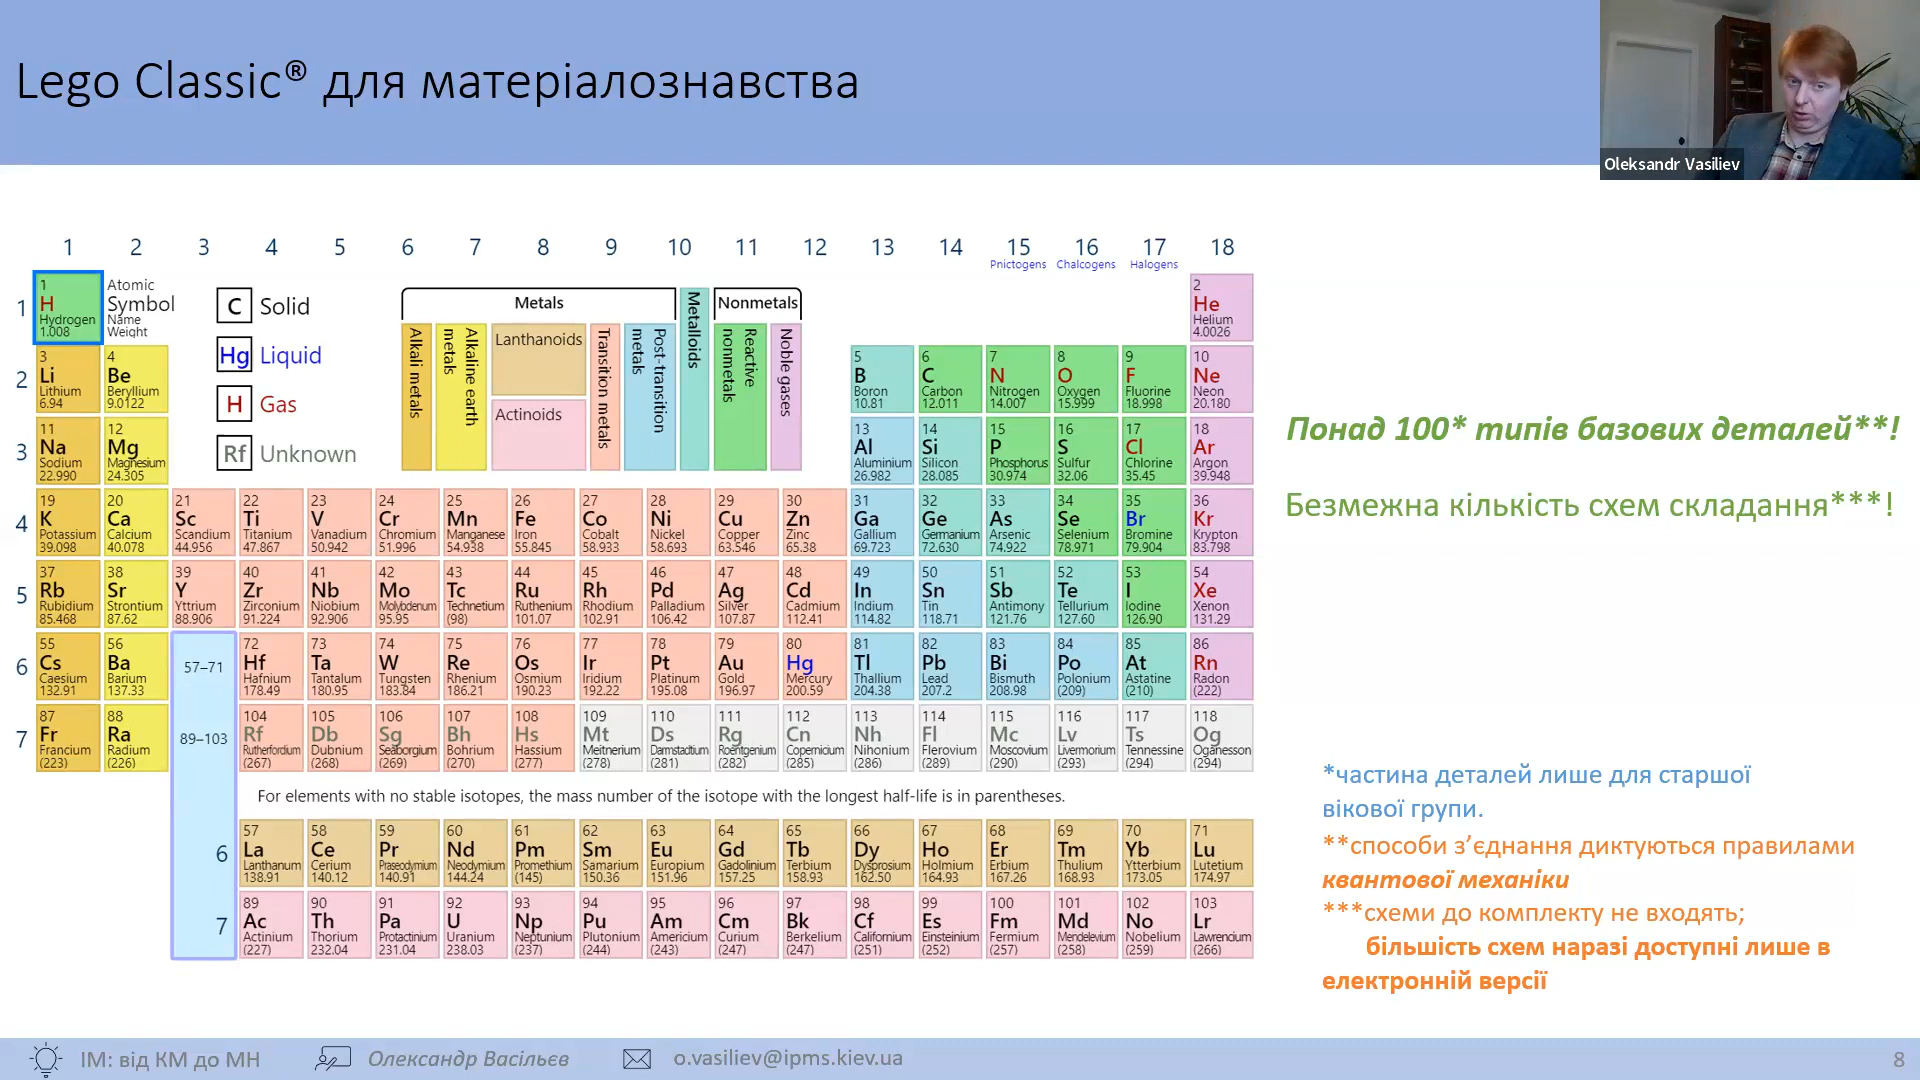 Lego Classic® для матеріалознавства
Oleksandr Vasiliev
1 2 3 4 5 6 7 8 9 10 11 12 13 14 15 16 17 18
Pnictogens Chalcogens Halogens
1
1 H Hydrogen 1.008
Atomic Symbol Name Weight
C Solid
Hg Liquid
H Gas
Rf Unknown
Metals
Alkali metals
Alkaline earth metals
Lanthanoids
Actinoids
Transition metals
Post-transition metals
Metalloids
Nonmetals
Reactive nonmetals
Noble gases
2 He Helium 4.0026
2
3 Li Lithium 6.94
4 Be Beryllium 9.0122
5 B Boron 10.81
6 C Carbon 12.011
7 N Nitrogen 14.007
8 O Oxygen 15.999
9 F Fluorine 18.998
10 Ne Neon 20.180
3
11 Na Sodium 22.990
12 Mg Magnesium 24.305
13 Al Aluminium 26.982
14 Si Silicon 28.085
15 P Phosphorus 30.974
16 S Sulfur 32.06
17 Cl Chlorine 35.45
18 Ar Argon 39.948
4
19 K Potassium 39.098
20 Ca Calcium 40.078
21 Sc Scandium 44.956
22 Ti Titanium 47.867
23 V Vanadium 50.942
24 Cr Chromium 51.996
25 Mn Manganese 54.938
26 Fe Iron 55.845
27 Co Cobalt 58.933
28 Ni Nickel 58.693
29 Cu Copper 63.546
30 Zn Zinc 65.38
31 Ga Gallium 69.723
32 Ge Germanium 72.630
33 As Arsenic 74.922
34 Se Selenium 78.971
35 Br Bromine 79.904
36 Kr Krypton 83.798
5
37 Rb Rubidium 85.468
38 Sr Strontium 87.62
39 Y Yttrium 88.906
40 Zr Zirconium 91.224
41 Nb Niobium 92.906
42 Mo Molybdenum 95.95
43 Tc Technetium (98)
44 Ru Ruthenium 101.07
45 Rh Rhodium 102.91
46 Pd Palladium 106.42
47 Ag Silver 107.87
48 Cd Cadmium 112.41
49 In Indium 114.82
50 Sn Tin 118.71
51 Sb Antimony 121.76
52 Te Tellurium 127.60
53 I Iodine 126.90
54 Xe Xenon 131.29
6
55 Cs Caesium 132.91
56 Ba Barium 137.33
57–71
72 Hf Hafnium 178.49
73 Ta Tantalum 180.95
74 W Tungsten 183.84
75 Re Rhenium 186.21
76 Os Osmium 190.23
77 Ir Iridium 192.22
78 Pt Platinum 195.08
79 Au Gold 196.97
80 Hg Mercury 200.59
81 Tl Thallium 204.38
82 Pb Lead 207.2
83 Bi Bismuth 208.98
84 Po Polonium (209)
85 At Astatine (210)
86 Rn Radon (222)
7
87 Fr Francium (223)
88 Ra Radium (226)
89–103
104 Rf Rutherfordium (267)
105 Db Dubnium (268)
106 Sg Seaborgium (269)
107 Bh Bohrium (270)
108 Hs Hassium (277)
109 Mt Meitnerium (278)
110 Ds Darmstadtium (281)
111 Rg Roentgenium (282)
112 Cn Copernicium (285)
113 Nh Nihonium (286)
114 Fl Flerovium (289)
115 Mc Moscovium (290)
116 Lv Livermorium (293)
117 Ts Tennessine (294)
118 Og Oganesson (294)
For elements with no stable isotopes, the mass number of the isotope with the longest half-life is in parentheses.
6
57 La Lanthanum 138.91
58 Ce Cerium 140.12
59 Pr Praseodymium 140.91
60 Nd Neodymium 144.24
61 Pm Promethium (145)
62 Sm Samarium 150.36
63 Eu Europium 151.96
64 Gd Gadolinium 157.25
65 Tb Terbium 158.93
66 Dy Dysprosium 162.50
67 Ho Holmium 164.93
68 Er Erbium 167.26
69 Tm Thulium 168.93
70 Yb Ytterbium 173.05
71 Lu Lutetium 174.97
7
89 Ac Actinium (227)
90 Th Thorium 232.04
91 Pa Protactinium 231.04
92 U Uranium 238.03
93 Np Neptunium (237)
94 Pu Plutonium (244)
95 Am Americium (243)
96 Cm Curium (247)
97 Bk Berkelium (247)
98 Cf Californium (251)
99 Es Einsteinium (252)
100 Fm Fermium (257)
101 Md Mendelevium (258)
102 No Nobelium (259)
103 Lr Lawrencium (266)
Понад 100* типів базових деталей**!
Безмежна кількість схем складання***!
*частина деталей лише для старшої
вікової групи.
**способи з’єднання диктуються правилами
квантової механіки
***схеми до комплекту не входять;
більшість схем наразі доступні лише в
електронній версії
ІМ: від КМ до МН
Олександр Васільєв
o.vasiliev@ipms.kiev.ua
8